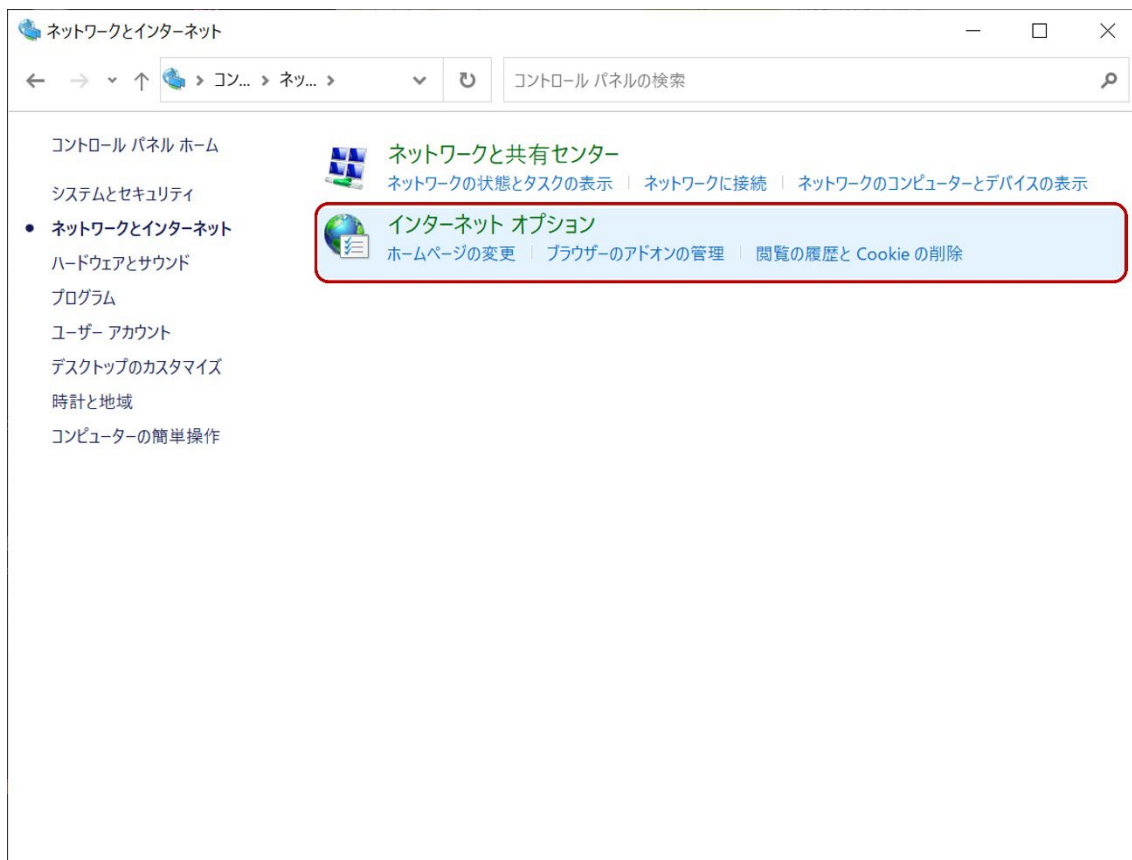 ネットワークとインターネット
コン... ネッ...
コントロール パネルの検索
コントロール パネル ホーム
システムとセキュリティ
ネットワークとインターネット
ハードウェアとサウンド
プログラム
ユーザー アカウント
デスクトップのカスタマイズ
時計と地域
コンピューターの簡単操作
ネットワークと共有センター
ネットワークの状態とタスクの表示 ネットワークに接続 ネットワークのコンピューターとデバイスの表示
インターネット オプション
ホームページの変更 ブラウザーのアドオンの管理 閲覧の履歴と Cookie の削除